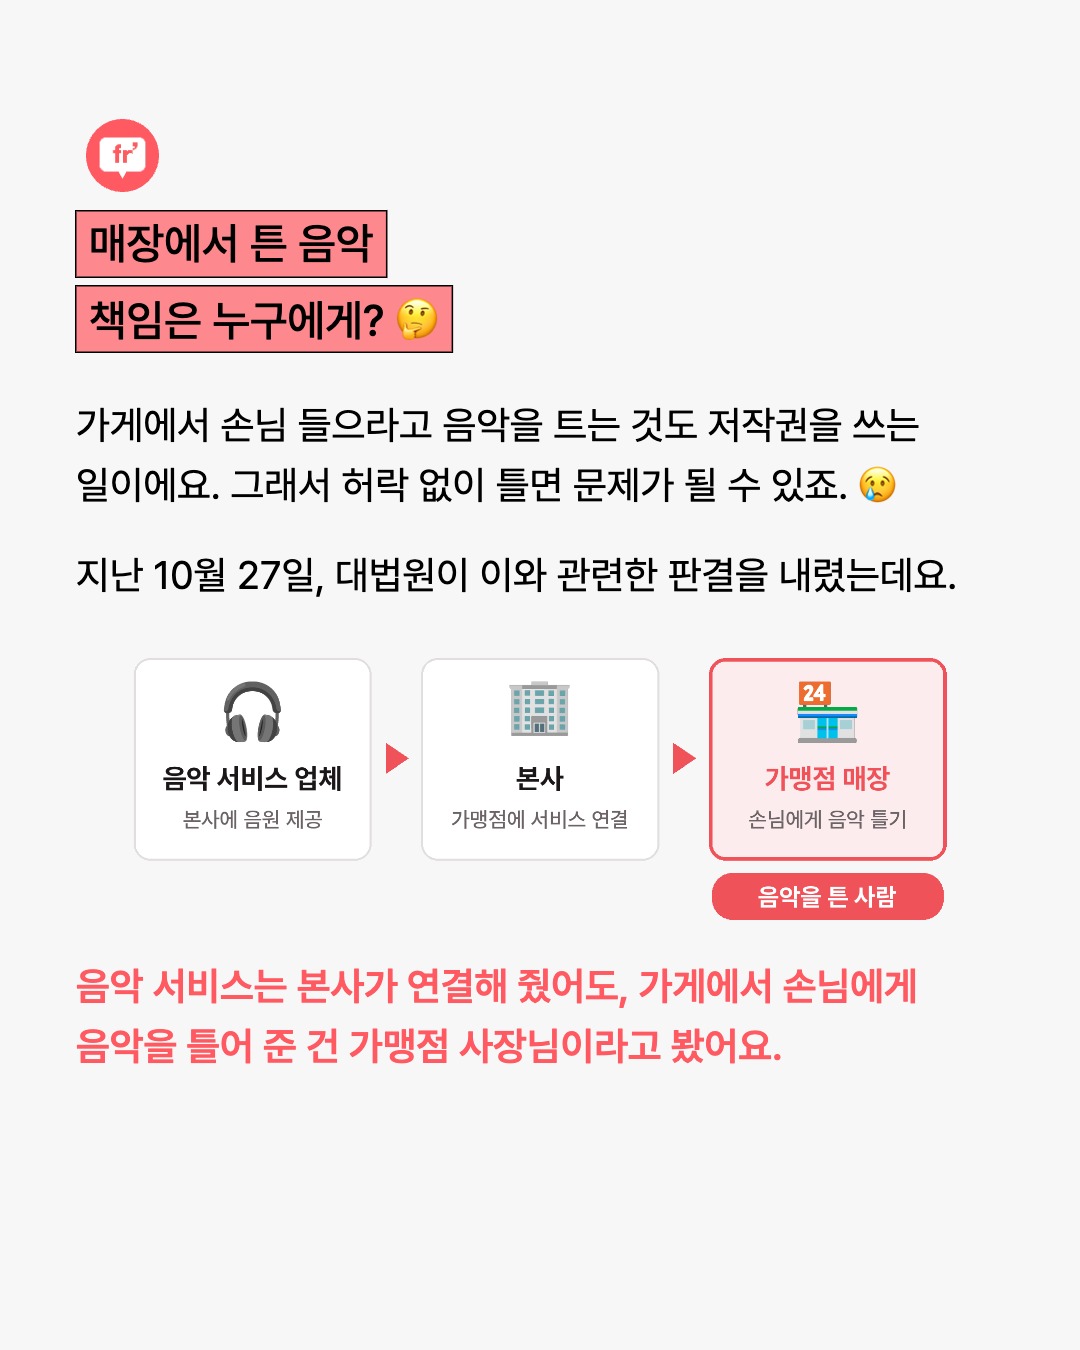 fr’
매장에서 튼 음악
책임은 누구에게? 🤔
가게에서 손님 들으라고 음악을 트는 것도 저작권을 쓰는
일이에요. 그래서 허락 없이 틀면 문제가 될 수 있죠. 😢
지난 10월 27일, 대법원이 이와 관련한 판결을 내렸는데요.
음악 서비스 업체
본사에 음원 제공
본사
가맹점에 서비스 연결
24
가맹점 매장
손님에게 음악 틀기
음악을 튼 사람
음악 서비스는 본사가 연결해 줬어도, 가게에서 손님에게
음악을 틀어 준 건 가맹점 사장님이라고 봤어요.